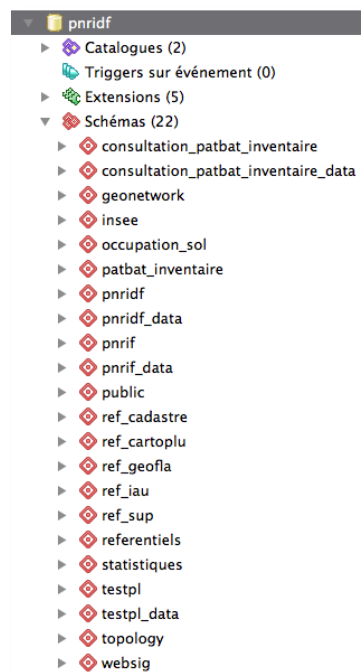 pnridf
Catalogues (2)
Triggers sur événement (0)
Extensions (5)
Schémas (22)
consultation_patbat_inventaire
consultation_patbat_inventaire_data
geonetwork
insee
occupation_sol
patbat_inventaire
pnridf
pnridf_data
pnrif
pnrif_data
public
ref_cadastre
ref_cartoplu
ref_geofla
ref_iau
ref_sup
referentiels
statistiques
testpl
testpl_data
topology
websig